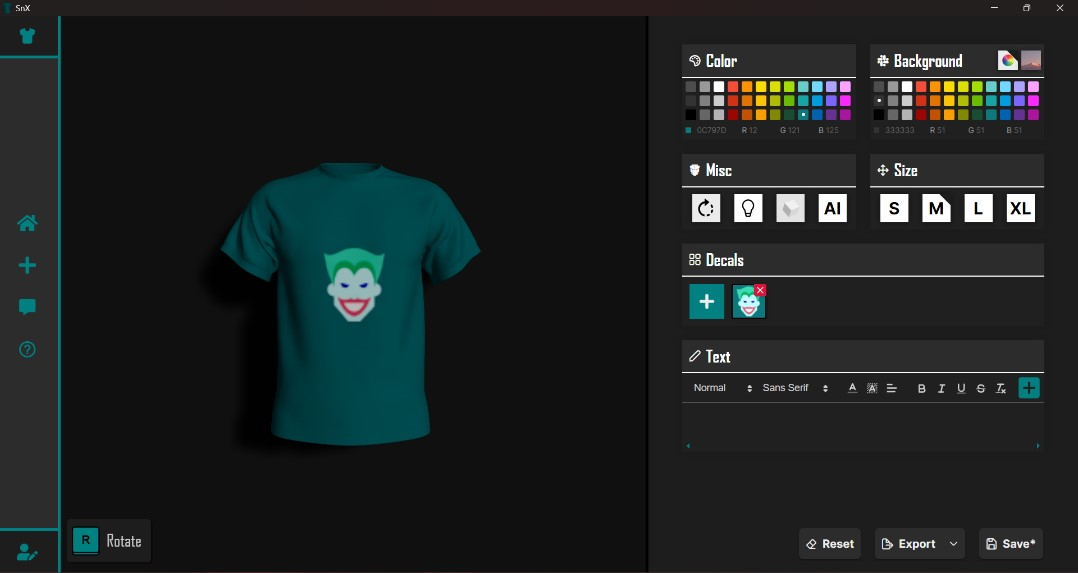 SnX
Color
Background
0C797D R 12 G 121 B 125
333333 R 51 G 51 B 51
Misc
Size
AI
S M L XL
Decals
Text
Normal Sans Serif A A B I U S Tx
R Rotate
Reset Export Save*